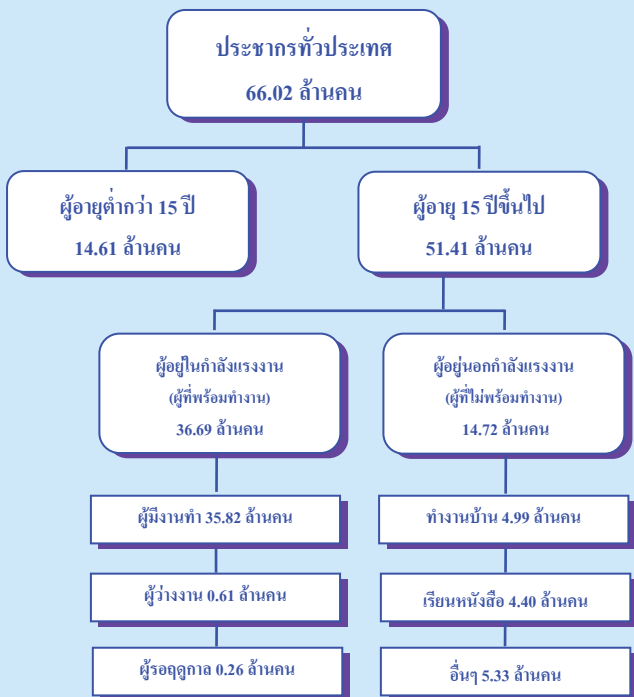 ประชากรทั่วประเทศ
66.02 ล้านคน
ผู้อายุต่ำกว่า 15 ปี
14.61 ล้านคน
ผู้อายุ 15 ปีขึ้นไป
51.41 ล้านคน
ผู้อยู่ในกำลังแรงงาน
(ผู้ที่พร้อมทำงาน)
36.69 ล้านคน
ผู้อยู่นอกกำลังแรงงาน
(ผู้ที่ไม่พร้อมทำงาน)
14.72 ล้านคน
ผู้มีงานทำ 35.82 ล้านคน
ทำงานบ้าน 4.99 ล้านคน
ผู้ว่างงาน 0.61 ล้านคน
เรียนหนังสือ 4.40 ล้านคน
ผู้รอฤดูกาล 0.26 ล้านคน
อื่นๆ 5.33 ล้านคน